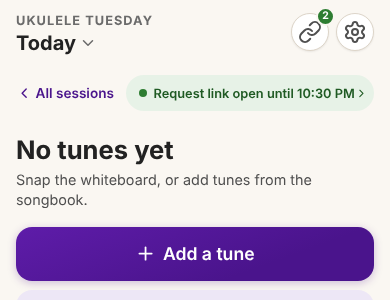 UKULELE TUESDAY
Today
2
All sessions
Request link open until 10:30 PM
No tunes yet
Snap the whiteboard, or add tunes from the
songbook.
+ Add a tune